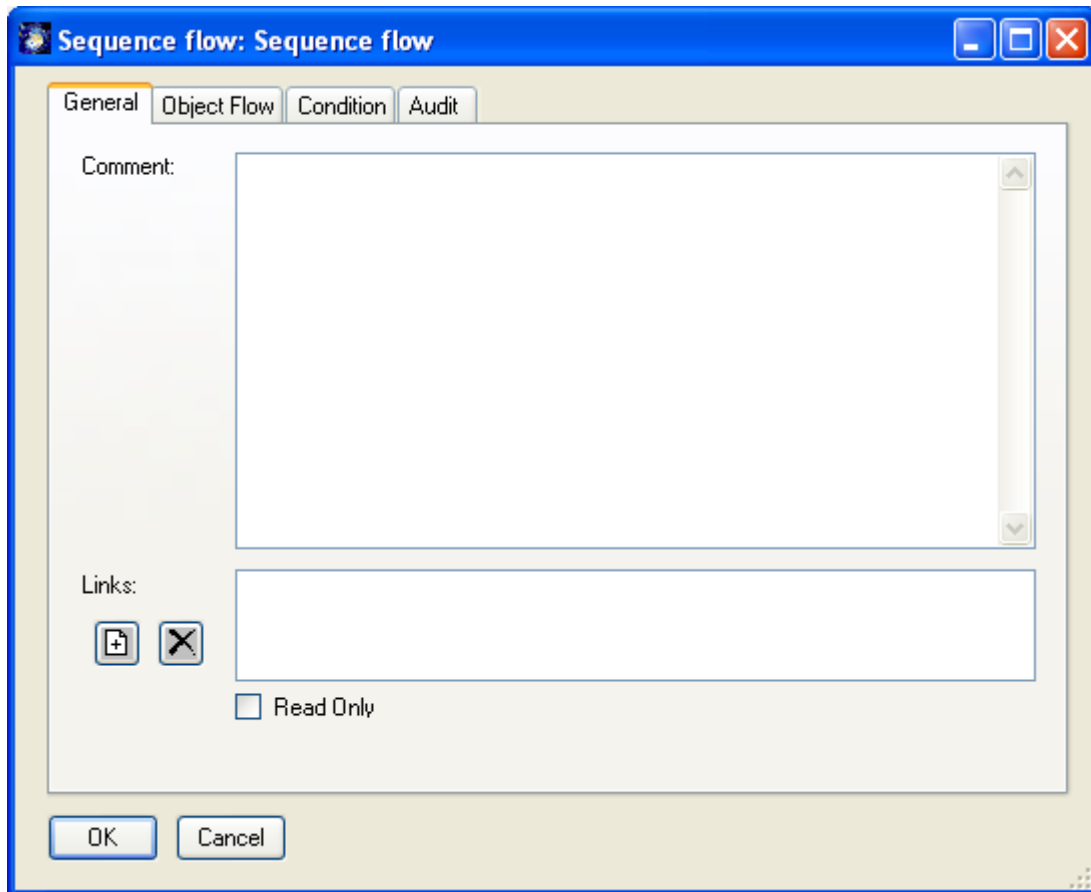 Sequence flow: Sequence flow
General Object Flow Condition Audit
Comment:
Links:
Read Only
OK Cancel